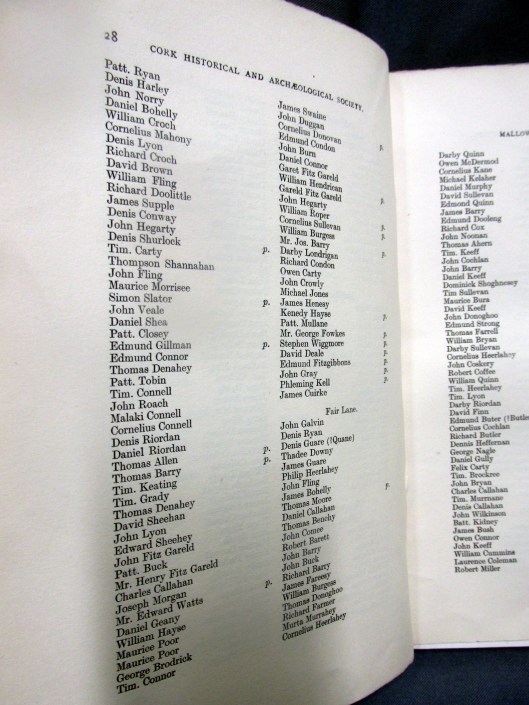 28
CORK HISTORICAL AND ARCHÆOLOGICAL SOCIETY.
Patt. Ryan
Denis Harley
John Norry
Daniel Bohelly
William Croch
Cornelius Mahony
Denis Lyon
Richard Croch
David Brown
William Fling
Richard Doolittle
James Supple
Denis Conway
John Hegarty
Denis Shurlock
Tim. Carty p.
Thompson Shannahan
John Fling
Maurice Morrisee
Simon Slator p.
John Veale
Daniel Shea
Patt. Closey
Edmund Gillman p.
Edmund Connor
Thomas Denahey
Patt. Tobin
Tim. Connell
John Roach
Malaki Connell
Cornelius Connell
Denis Riordan
Daniel Riordan p.
Thomas Allen p.
Thomas Barry
Tim. Keating
Tim. Grady
Thomas Denahey
David Sheehan
John Lyon
Edward Sheehey
John Fitz Gareld
Patt. Buck
Mr. Henry Fitz Gareld
Charles Callahan p.
Joseph Morgan
Mr. Edward Watts
Daniel Geany
William Hayse
Maurice Poor
Maurice Poor
George Brodrick
Tim. Connor
James Swaine
John Duggan
Cornelius Donovan
Edmund Condon p.
John Burn
Daniel Connor
Garet Fitz Gareld
William Hendrican
Gareld Fitz Gareld
John Hegarty p.
William Roper
Cornelius Sullevan p.
William Burgess p.
Mr. Jos. Barry
Darby Londrigan p.
Richard Condon
Owen Carty
John Crowly
Michael Jones
James Henesy
Kenedy Hayse
Patt. Mullane
Mr. George Fowkes p.
Stephen Wiggmore p.
David Deale p.
Edmund Fitzgibbons p.
John Gray p.
Phleming Kell p.
James Cuirke
Fair Lane.
John Galvin
Denis Ryan
Denis Guare (?Quane)
Thadee Downy
James Guare
Philip Heerlahey
John Fling
James Bohelly p.
Thomas Moore
Daniel Callahan
Thomas Benchy
John Comee
Robert Barett
John Barry
John Buck
Richard Barry
James Fareesy
William Burgess
Thomas Donoghoo
Richard Farmer
Murta Murrahey
Cornelius Heerlahey
MALLOW
Darby Quinn
Owen McDermod
Cornelius Kane
Michael Kelaher
Daniel Murphy
David Sullevan
Edmond Quinn
James Barry
Edmund Dooleng
Richard Cox
John Noonan
Thomas Ahern
Tim. Keeff
John Cochlan
John Barry
Daniel Keeff
Dominick Shoghnesey
Tim Sullevan
Maurice Bura
David Keeff
John Donoghoo
Edmund Strong
Thomas Farrell
William Bryan
Darby Sullevan
Cornelius Heerlahey
John Coskery
Robert Coffee
William Quinn
Tim. Heerlahey
Tim. Lyon
Darby Riordan
David Finn
Edmund Buter (?Butler
Cornelius Cochlan
Richard Butler
Dennis Heffernan
George Nagle
Daniel Gully
Felix Carty
Tim. Brockree
John Bryan
Charles Callahan
Tim. Murrnane
Denis Callahan
John Wilkinson
Batt. Kidney
James Bush
Owen Connor
John Keeff
William Cummins
Laurence Coleman
Robert Miller